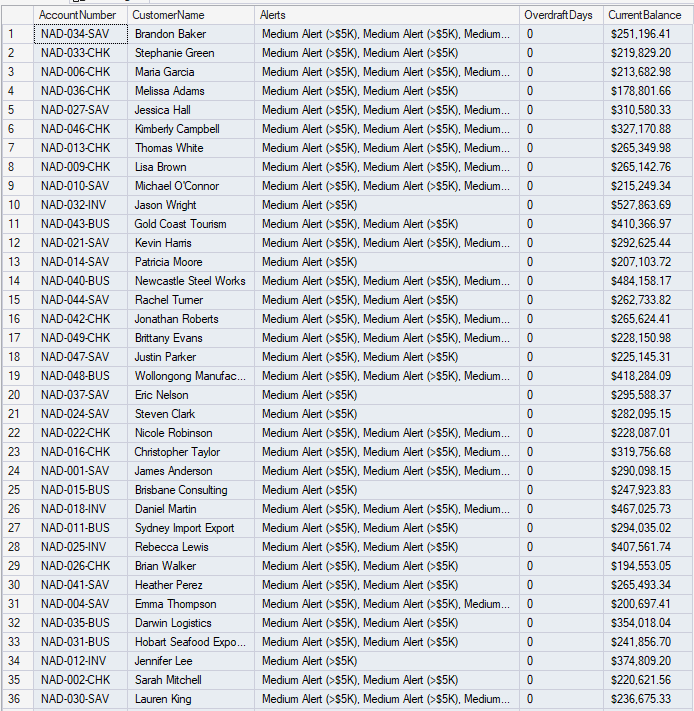 AccountNumber CustomerName Alerts OverdraftDays CurrentBalance
1 NAD-034-SAV Brandon Baker Medium Alert (>$5K), Medium Alert (>$5K), Medium... 0 $251,196.41
2 NAD-033-CHK Stephanie Green Medium Alert (>$5K), Medium Alert (>$5K) 0 $219,829.20
3 NAD-006-CHK Maria Garcia Medium Alert (>$5K), Medium Alert (>$5K), Medium... 0 $213,682.98
4 NAD-036-CHK Melissa Adams Medium Alert (>$5K), Medium Alert (>$5K) 0 $178,801.66
5 NAD-027-SAV Jessica Hall Medium Alert (>$5K), Medium Alert (>$5K), Medium... 0 $310,580.33
6 NAD-046-CHK Kimberly Campbell Medium Alert (>$5K), Medium Alert (>$5K), Medium... 0 $327,170.88
7 NAD-013-CHK Thomas White Medium Alert (>$5K), Medium Alert (>$5K), Medium... 0 $265,349.98
8 NAD-009-CHK Lisa Brown Medium Alert (>$5K), Medium Alert (>$5K), Medium... 0 $265,142.76
9 NAD-010-SAV Michael O'Connor Medium Alert (>$5K), Medium Alert (>$5K), Medium... 0 $215,249.34
10 NAD-032-INV Jason Wright Medium Alert (>$5K) 0 $527,863.69
11 NAD-043-BUS Gold Coast Tourism Medium Alert (>$5K), Medium Alert (>$5K) 0 $410,366.97
12 NAD-021-SAV Kevin Harris Medium Alert (>$5K), Medium Alert (>$5K), Medium... 0 $292,625.44
13 NAD-014-SAV Patricia Moore Medium Alert (>$5K) 0 $207,103.72
14 NAD-040-BUS Newcastle Steel Works Medium Alert (>$5K), Medium Alert (>$5K), Medium... 0 $484,158.17
15 NAD-044-SAV Rachel Turner Medium Alert (>$5K), Medium Alert (>$5K) 0 $262,733.82
16 NAD-042-CHK Jonathan Roberts Medium Alert (>$5K), Medium Alert (>$5K), Medium... 0 $265,624.41
17 NAD-049-CHK Brittany Evans Medium Alert (>$5K), Medium Alert (>$5K), Medium... 0 $228,150.98
18 NAD-047-SAV Justin Parker Medium Alert (>$5K), Medium Alert (>$5K) 0 $225,145.31
19 NAD-048-BUS Wollongong Manufac... Medium Alert (>$5K), Medium Alert (>$5K), Medium... 0 $418,284.09
20 NAD-037-SAV Eric Nelson Medium Alert (>$5K) 0 $295,588.37
21 NAD-024-SAV Steven Clark Medium Alert (>$5K) 0 $282,095.15
22 NAD-022-CHK Nicole Robinson Medium Alert (>$5K), Medium Alert (>$5K), Medium... 0 $228,087.01
23 NAD-016-CHK Christopher Taylor Medium Alert (>$5K), Medium Alert (>$5K), Medium... 0 $319,756.68
24 NAD-001-SAV James Anderson Medium Alert (>$5K), Medium Alert (>$5K), Medium... 0 $290,098.15
25 NAD-015-BUS Brisbane Consulting Medium Alert (>$5K) 0 $247,923.83
26 NAD-018-INV Daniel Martin Medium Alert (>$5K), Medium Alert (>$5K), Medium... 0 $467,025.73
27 NAD-011-BUS Sydney Import Export Medium Alert (>$5K), Medium Alert (>$5K) 0 $294,035.02
28 NAD-025-INV Rebecca Lewis Medium Alert (>$5K), Medium Alert (>$5K) 0 $407,561.74
29 NAD-026-CHK Brian Walker Medium Alert (>$5K), Medium Alert (>$5K) 0 $194,553.05
30 NAD-041-SAV Heather Perez Medium Alert (>$5K), Medium Alert (>$5K) 0 $265,493.34
31 NAD-004-SAV Emma Thompson Medium Alert (>$5K), Medium Alert (>$5K), Medium... 0 $200,697.41
32 NAD-035-BUS Darwin Logistics Medium Alert (>$5K), Medium Alert (>$5K) 0 $354,018.04
33 NAD-031-BUS Hobart Seafood Expo... Medium Alert (>$5K), Medium Alert (>$5K) 0 $241,856.70
34 NAD-012-INV Jennifer Lee Medium Alert (>$5K) 0 $374,809.20
35 NAD-002-CHK Sarah Mitchell Medium Alert (>$5K), Medium Alert (>$5K) 0 $220,621.56
36 NAD-030-SAV Lauren King Medium Alert (>$5K), Medium Alert (>$5K), Medium... 0 $236,675.33